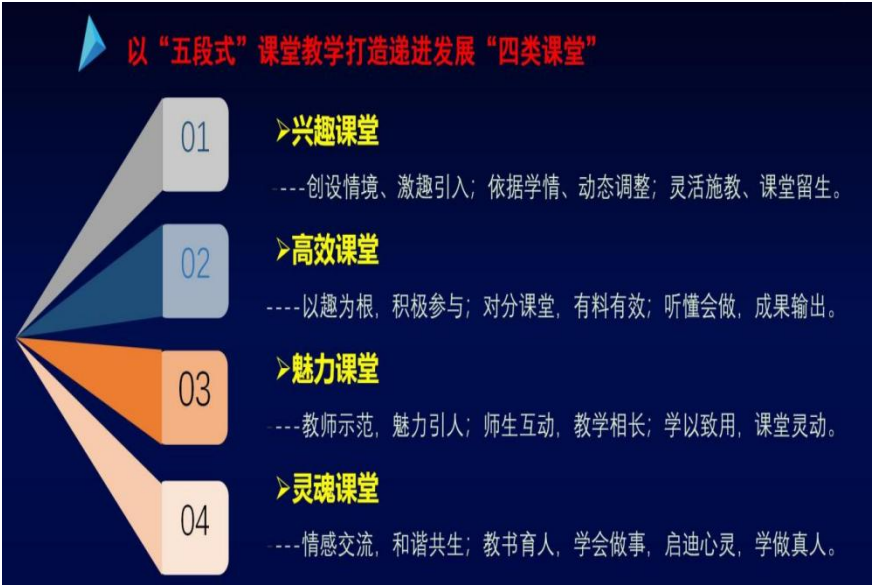 以“五段式”课堂教学打造递进发展“四类课堂”
01
➢兴趣课堂
----创设情境、激趣引入；依据学情、动态调整；灵活施教、课堂留生。
02
➢高效课堂
----以趣为根，积极参与；对分课堂，有料有效；听懂会做，成果输出。
03
➢魅力课堂
----教师示范，魅力引人；师生互动，教学相长；学以致用，课堂灵动。
04
➢灵魂课堂
----情感交流，和谐共生；教书育人，学会做事，启迪心灵，学做真人。